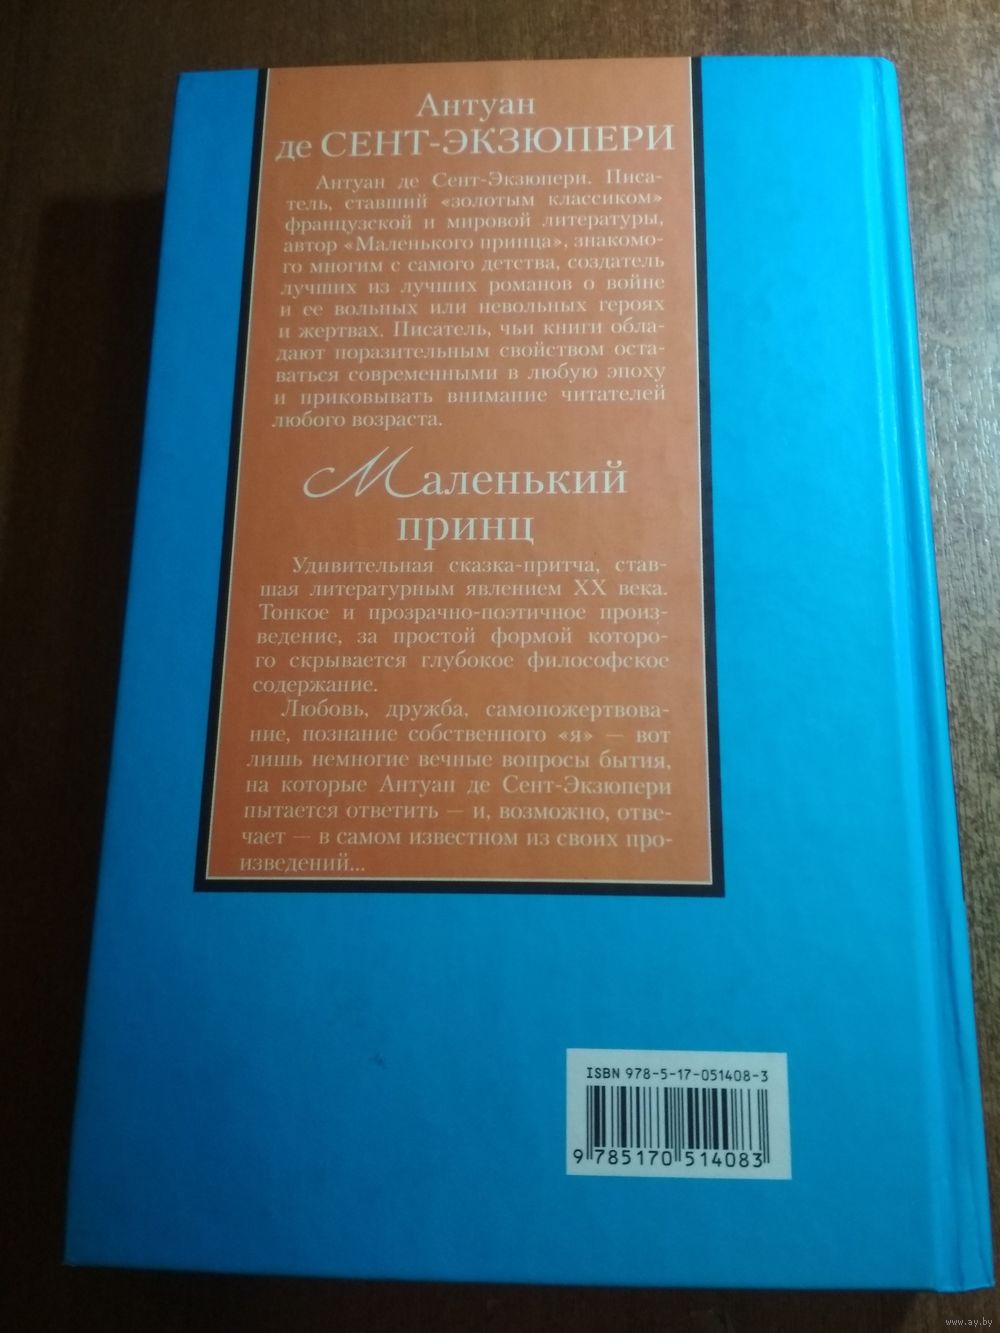 Антуан
де СЕНТ-ЭКЗЮПЕРИ
Антуан де Сент-Экзюпери. Писа-
тель, ставший «золотым классиком»
французской и мировой литературы,
автор «Маленького принца», знакомо-
го многим с самого детства, создатель
лучших из лучших романов о войне
и ее вольных или невольных героях
и жертвах. Писатель, чьи книги обла-
дают поразительным свойством оста-
ваться современными в любую эпоху
и приковывать внимание читателей
любого возраста.
Маленький
принц
Удивительная сказка-притча, став-
шая литературным явлением XX века.
Тонкое и прозрачно-поэтичное произ-
ведение, за простой формой которо-
го скрывается глубокое философское
содержание.
Любовь, дружба, самопожертвова-
ние, познание собственного «я» — вот
лишь немногие вечные вопросы бытия,
на которые Антуан де Сент-Экзюпери
пытается ответить — и, возможно, отве-
чает — в самом известном из своих про-
изведений...
ISBN 978-5-17-051408-3
9 785170 514083
www.ay.by